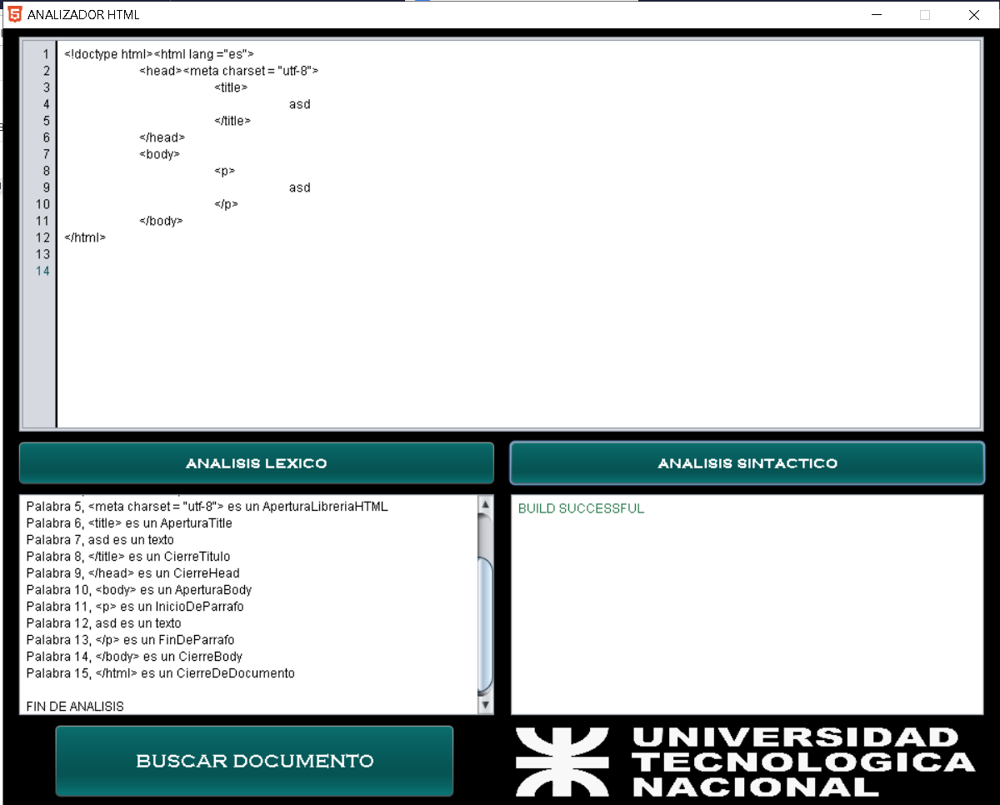 ANALIZADOR HTML
1 <!doctype html><html lang ="es">
2 <head><meta charset = "utf-8">
3 <title>
4 asd
5 </title>
6 </head>
7 <body>
8 <p>
9 asd
10 </p>
11 </body>
12 </html>
13
14
ANALISIS LEXICO
ANALISIS SINTACTICO
Palabra 5, <meta charset = "utf-8"> es un AperturaLibreriaHTML
Palabra 6, <title> es un AperturaTitle
Palabra 7, asd es un texto
Palabra 8, </title> es un CierreTitulo
Palabra 9, </head> es un CierreHead
Palabra 10, <body> es un AperturaBody
Palabra 11, <p> es un InicioDeParrafo
Palabra 12, asd es un texto
Palabra 13, </p> es un FinDeParrafo
Palabra 14, </body> es un CierreBody
Palabra 15, </html> es un CierreDeDocumento
FIN DE ANALISIS
BUILD SUCCESSFUL
BUSCAR DOCUMENTO
UNIVERSIDAD
TECNOLOGICA
NACIONAL